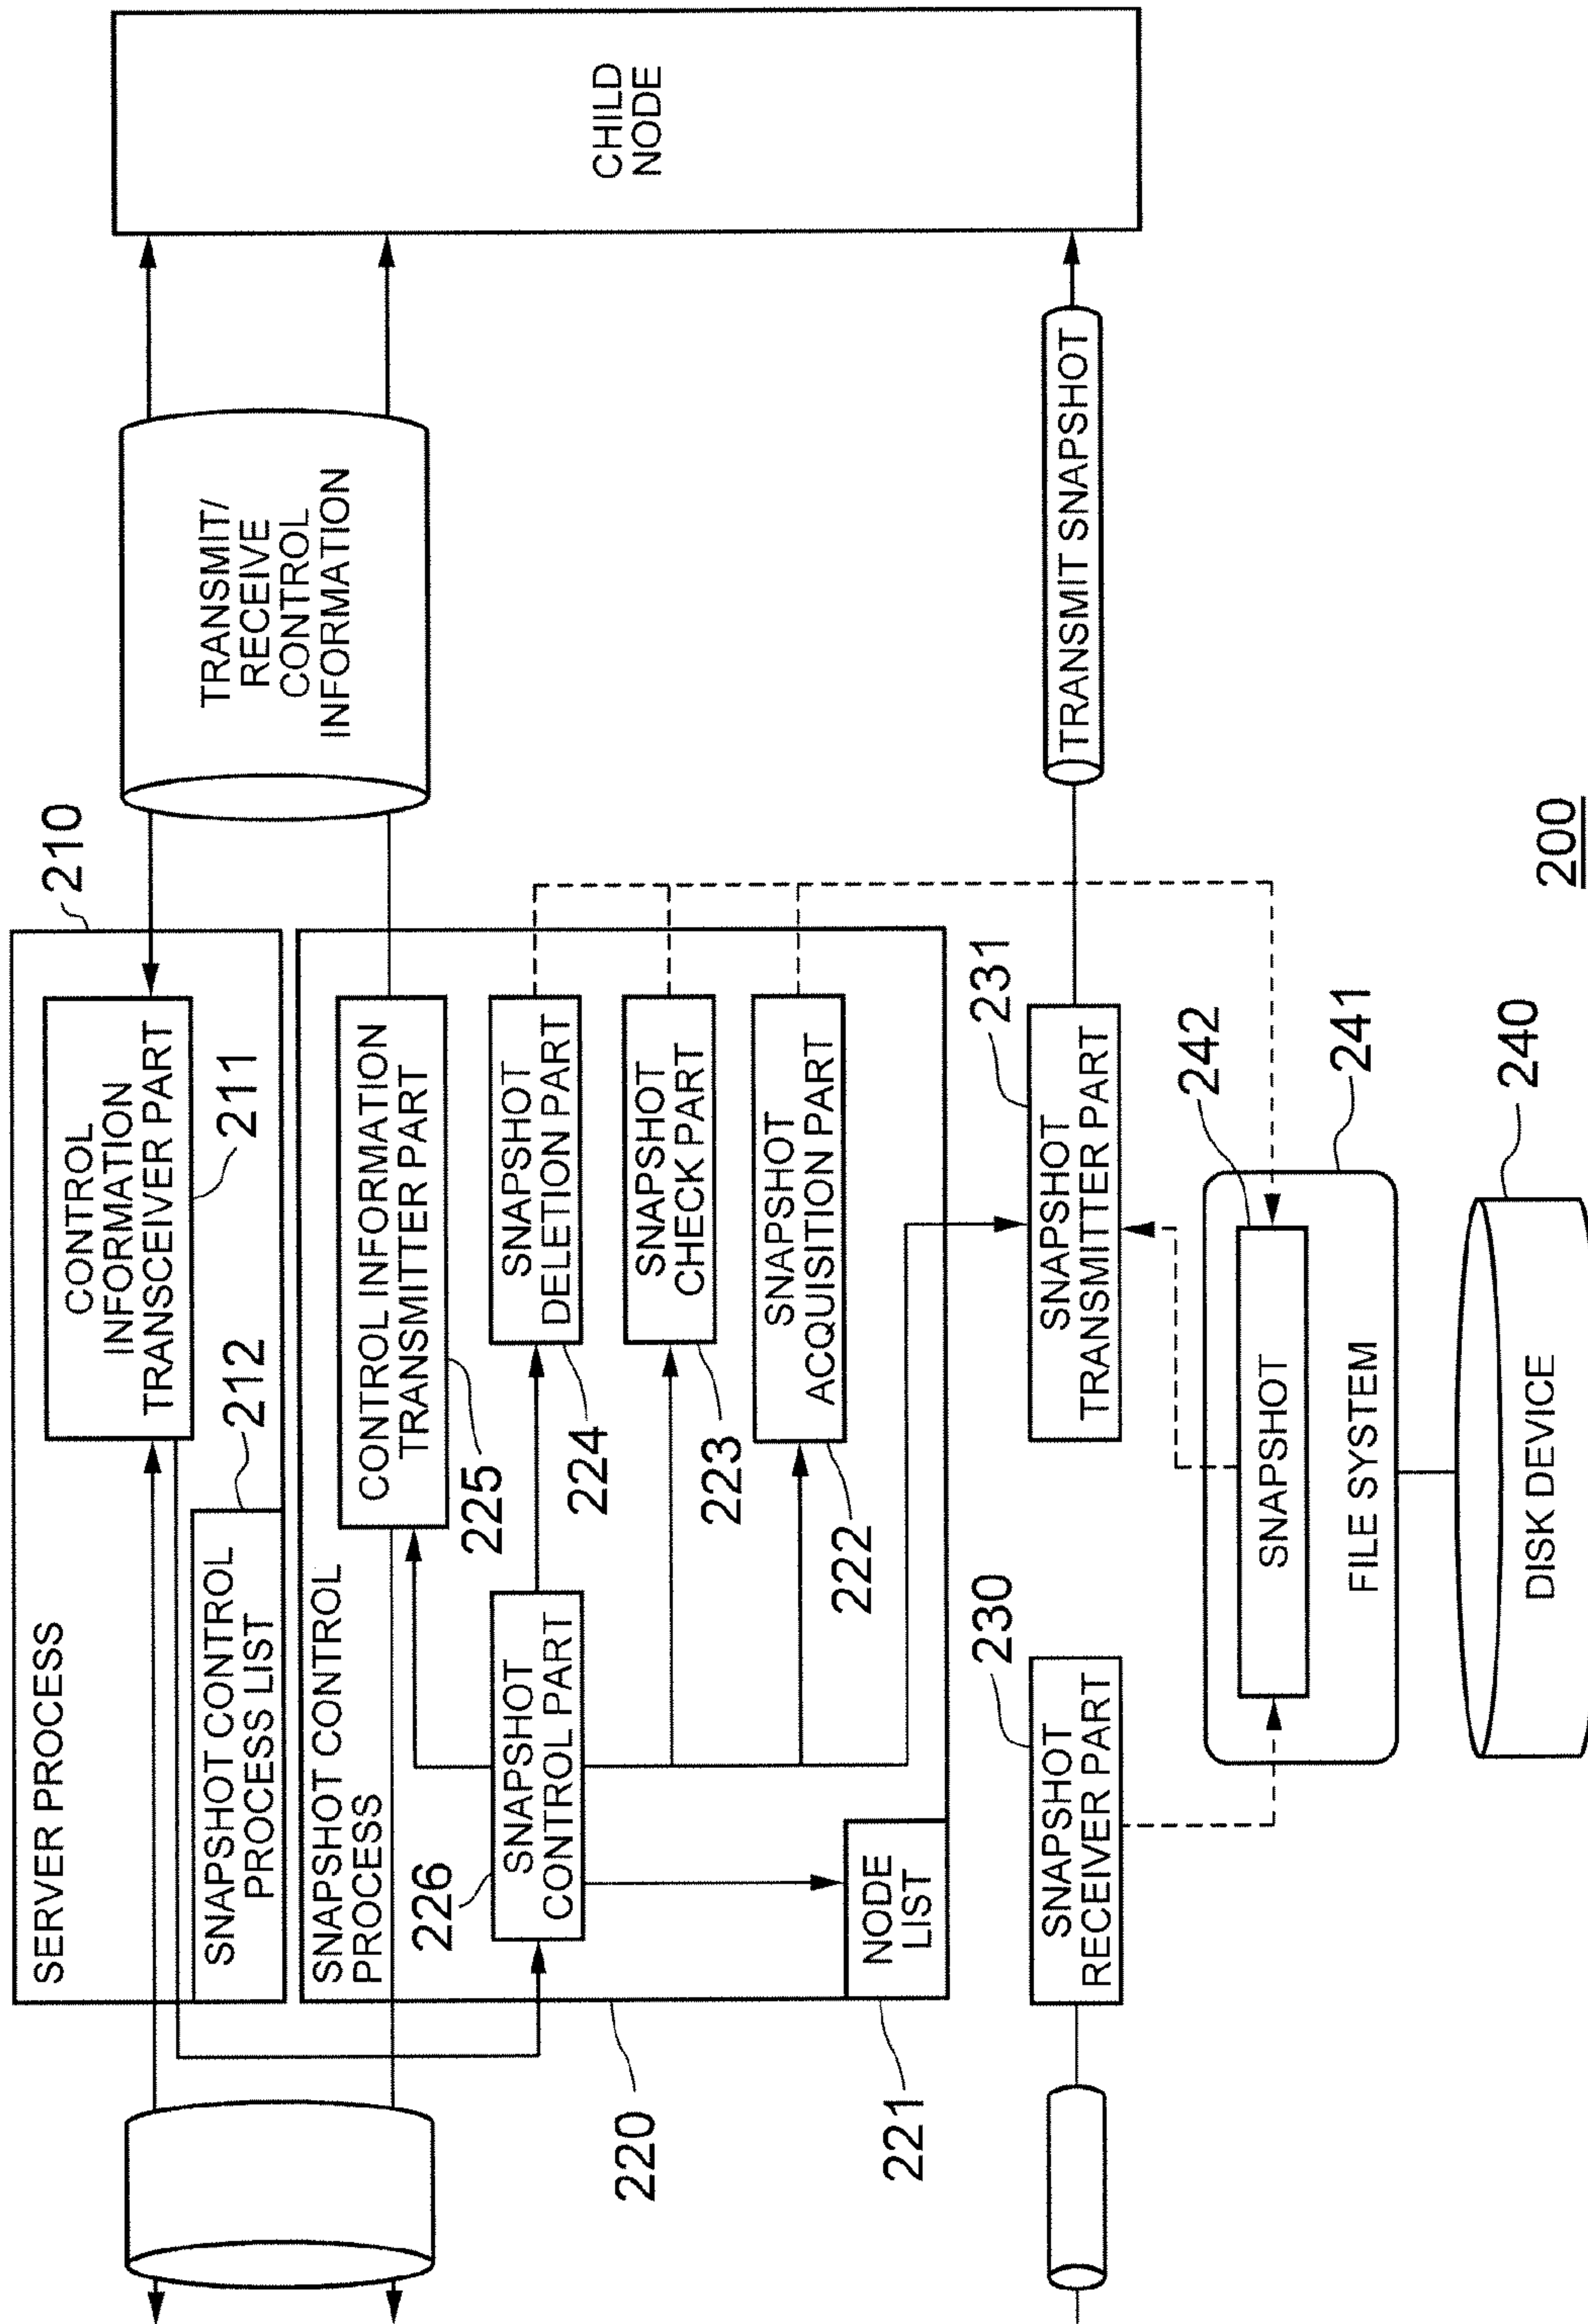 SERVER PROCESS
210
CONTROL
INFORMATION
TRANSCEIVER PART
211
SNAPSHOT CONTROL
PROCESS LIST
212
TRANSMIT/
RECEIVE
CONTROL
INFORMATION
CHILD
NODE
SNAPSHOT CONTROL
PROCESS
CONTROL INFORMATION
TRANSMITTER PART
225
SNAPSHOT
DELETION PART
224
SNAPSHOT
CHECK PART
223
SNAPSHOT
ACQUISITION PART
222
226
SNAPSHOT
CONTROL PART
NODE
LIST
220
221
230
SNAPSHOT
RECEIVER PART
231
SNAPSHOT
TRANSMITTER PART
TRANSMIT SNAPSHOT
242
SNAPSHOT
FILE SYSTEM
241
240
DISK DEVICE
200